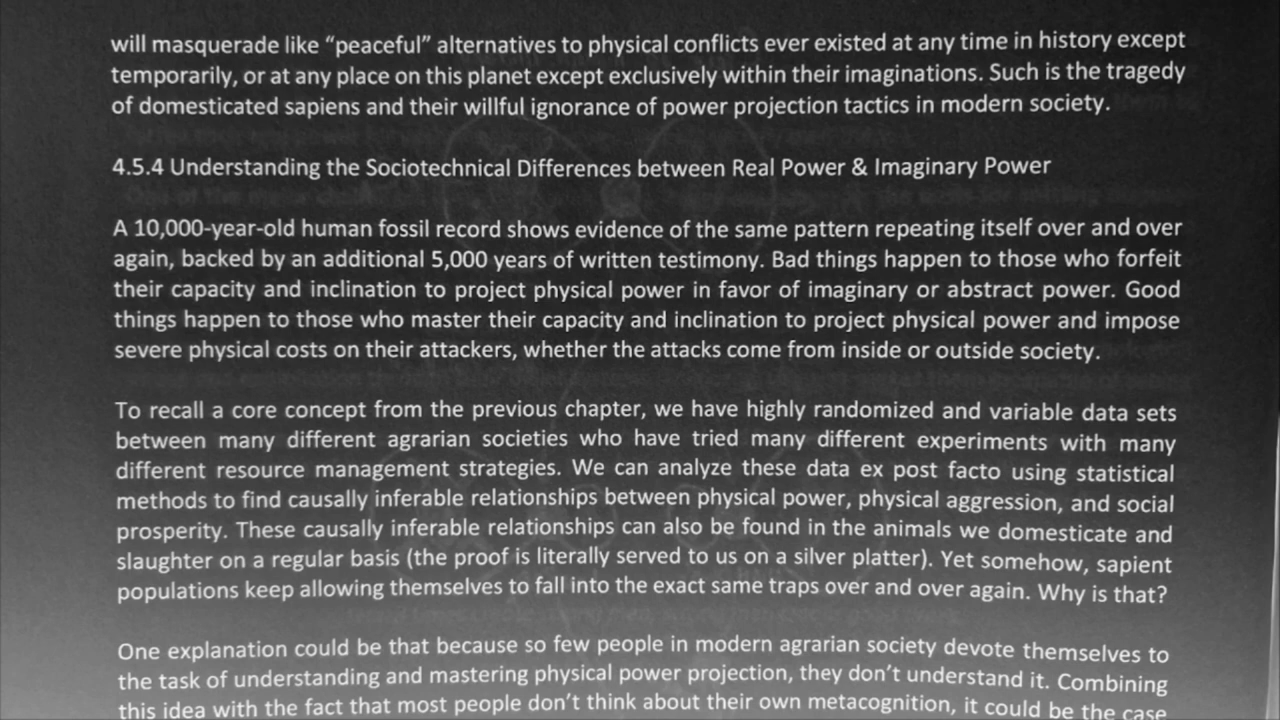 will masquerade like “peaceful” alternatives to physical conflicts ever existed at any time in history except
temporarily, or at any place on this planet except exclusively within their imaginations. Such is the tragedy
of domesticated sapiens and their willful ignorance of power projection tactics in modern society.
4.5.4 Understanding the Sociotechnical Differences between Real Power & Imaginary Power
A 10,000-year-old human fossil record shows evidence of the same pattern repeating itself over and over
again, backed by an additional 5,000 years of written testimony. Bad things happen to those who forfeit
their capacity and inclination to project physical power in favor of imaginary or abstract power. Good
things happen to those who master their capacity and inclination to project physical power and impose
severe physical costs on their attackers, whether the attacks come from inside or outside society.
To recall a core concept from the previous chapter, we have highly randomized and variable data sets
between many different agrarian societies who have tried many different experiments with many
different resource management strategies. We can analyze these data ex post facto using statistical
methods to find causally inferable relationships between physical power, physical aggression, and social
prosperity. These causally inferable relationships can also be found in the animals we domesticate and
slaughter on a regular basis (the proof is literally served to us on a silver platter). Yet somehow, sapient
populations keep allowing themselves to fall into the exact same traps over and over again. Why is that?
One explanation could be that because so few people in modern agrarian society devote themselves to
the task of understanding and mastering physical power projection, they don’t understand it. Combining
this idea with the fact that most people don’t think about their own metacognition, it could be the case